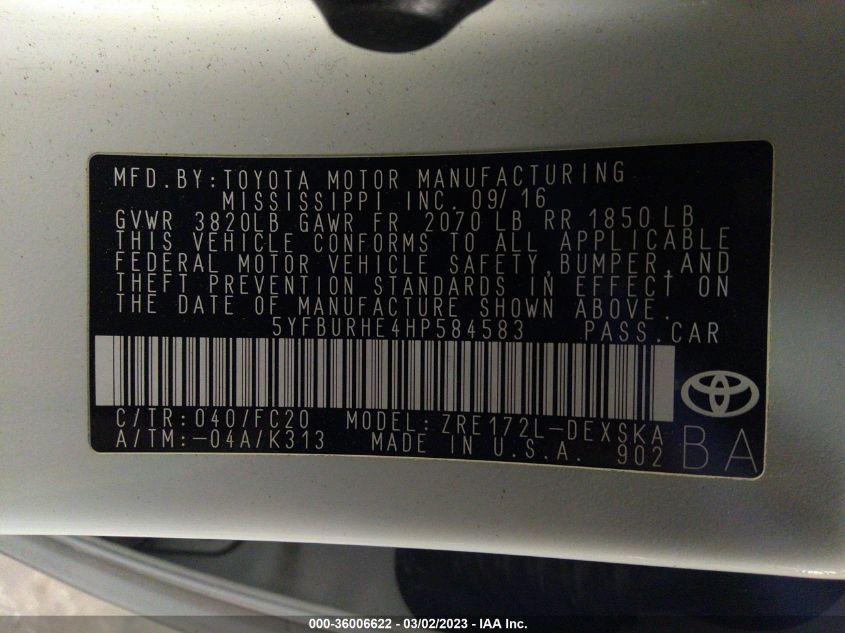 MFD.BY:TOYOTA MOTOR MANUFACTURING
MISSISSIPPI INC. 09/16
GVWR 3820LB GAWR FR 2070 LB RR 1850 LB
THIS VEHICLE CONFORMS TO ALL APPLICABLE
FEDERAL MOTOR VEHICLE SAFETY,BUMPER,AND
THEFT PREVENTION STANDARDS IN EFFECT ON
THE DATE OF MANUFACTURE SHOWN ABOVE.
5YFBURHE4HP584583 PASS.CAR
C/TR:040/FC20 MODEL:ZRE172L-DEXSKA
A/TM:-04A/K313 MADE IN U.S.A. 902
BA
000-36006622 - 03/02/2023 - IAA Inc.